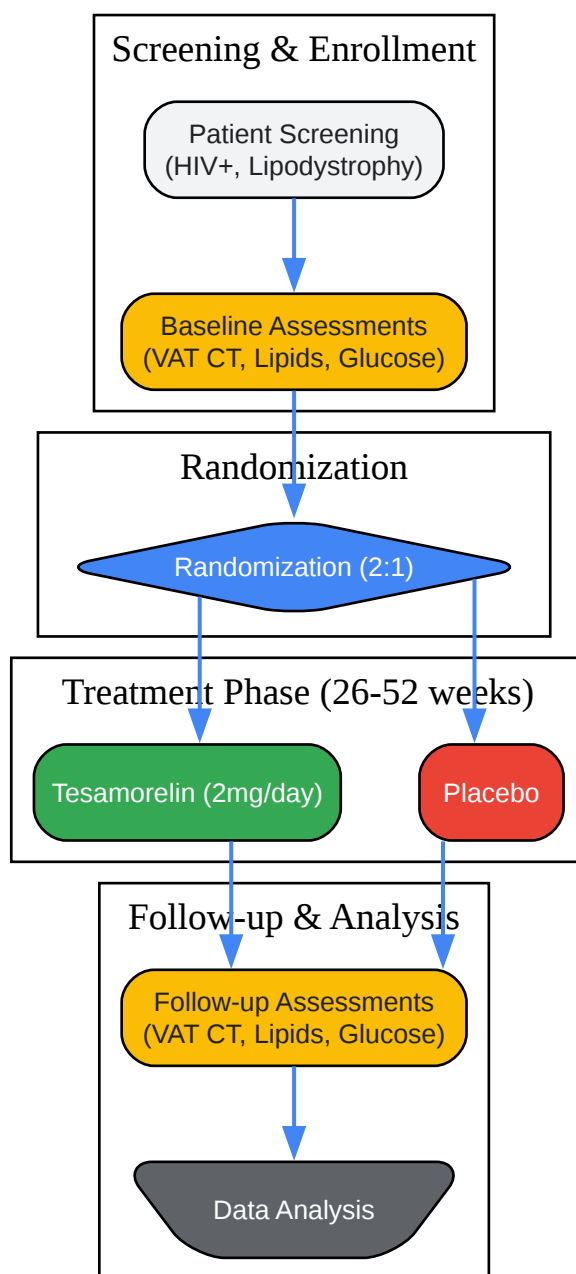 Screening & Enrollment
Patient Screening
(HIV+, Lipodystrophy)
Baseline Assessments
(VAT CT, Lipids, Glucose)
Randomization
Randomization (2:1)
Treatment Phase (26-52 weeks)
Tesamorelin (2mg/day)
Placebo
Follow-up & Analysis
Follow-up Assessments
(VAT CT, Lipids, Glucose)
Data Analysis